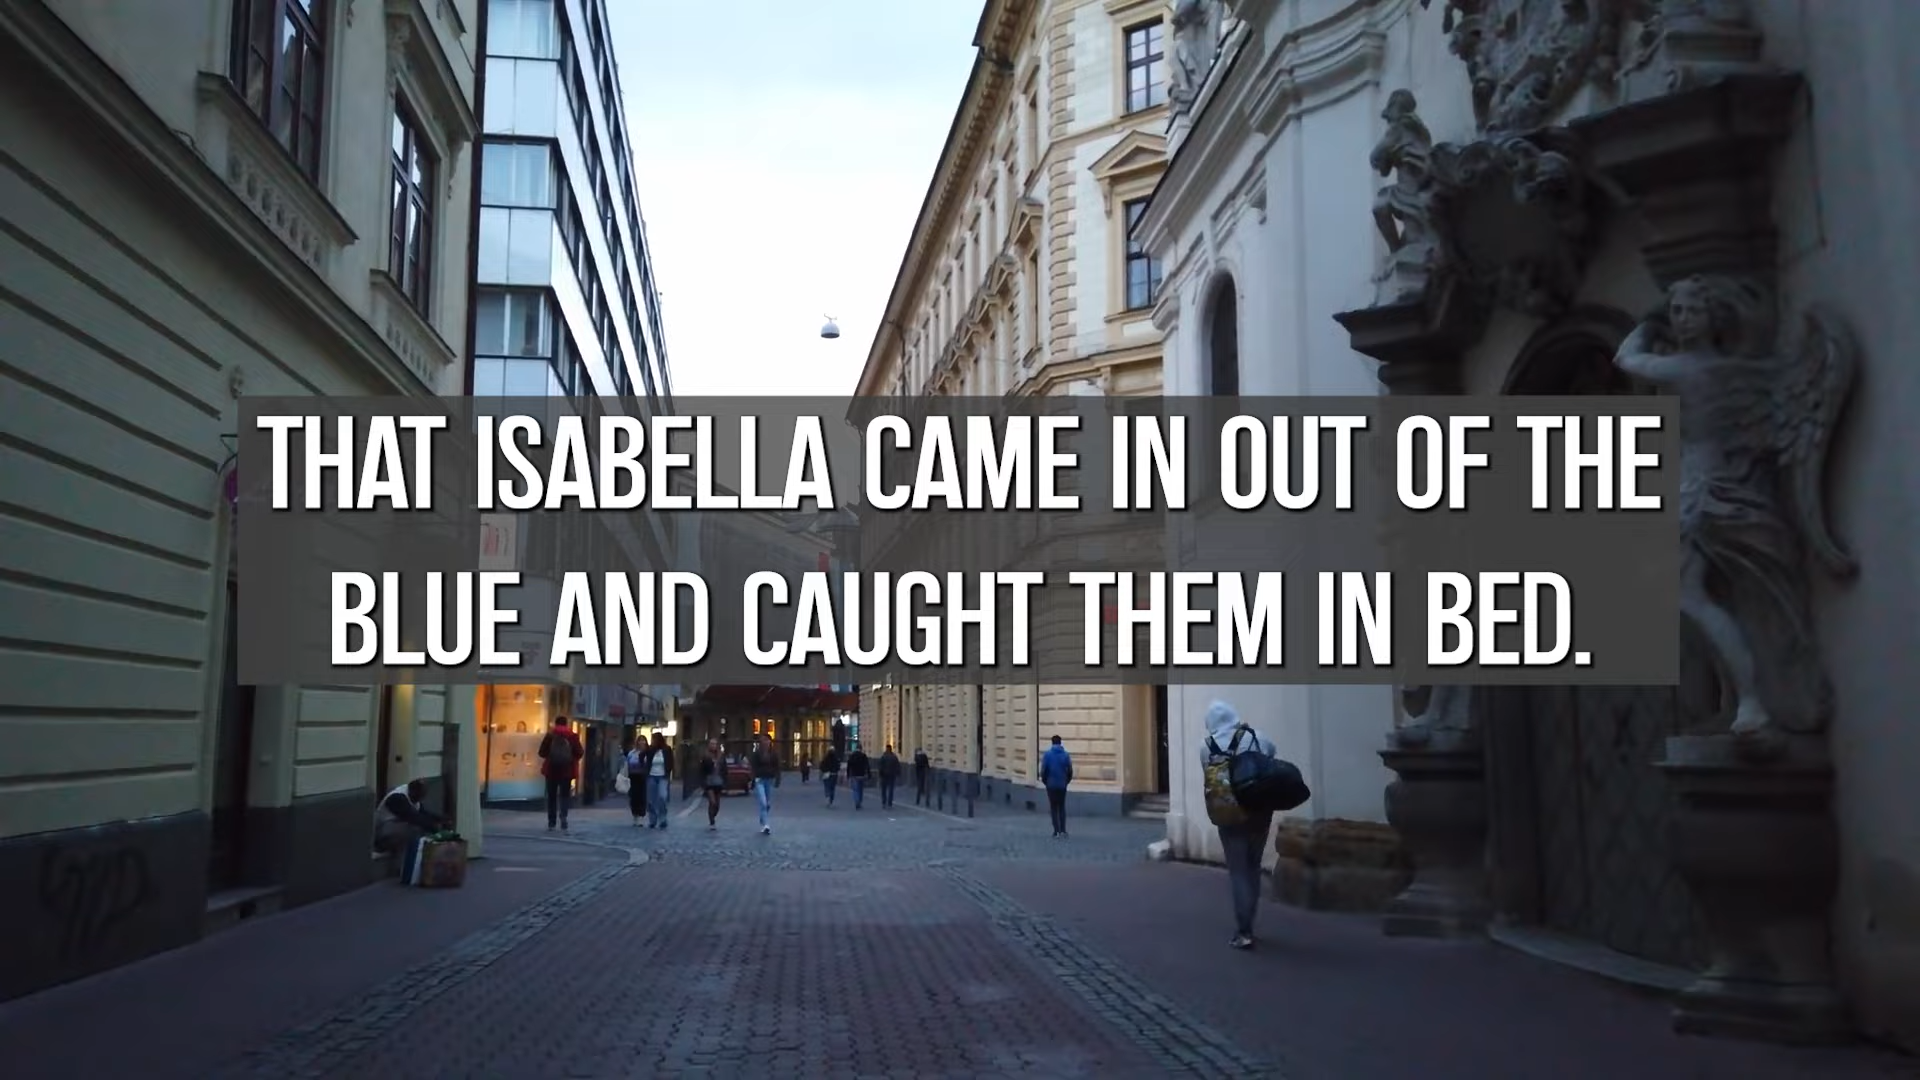 THAT ISABELLA CAME IN OUT OF THE
BLUE AND CAUGHT THEM IN BED.